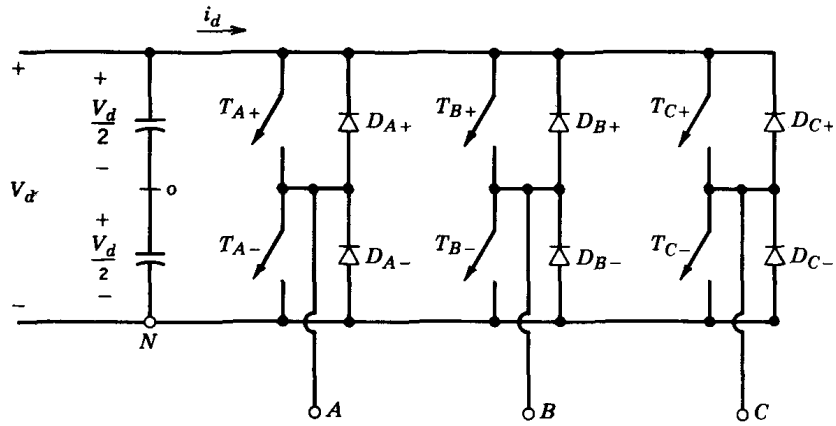 i_d
+
+
V_d
2
−
V_d
−
o
+
V_d
2
−
N
T_A+
D_A+
T_A−
D_A−
T_B+
D_B+
T_B−
D_B−
T_C+
D_C+
T_C−
D_C−
A
B
C